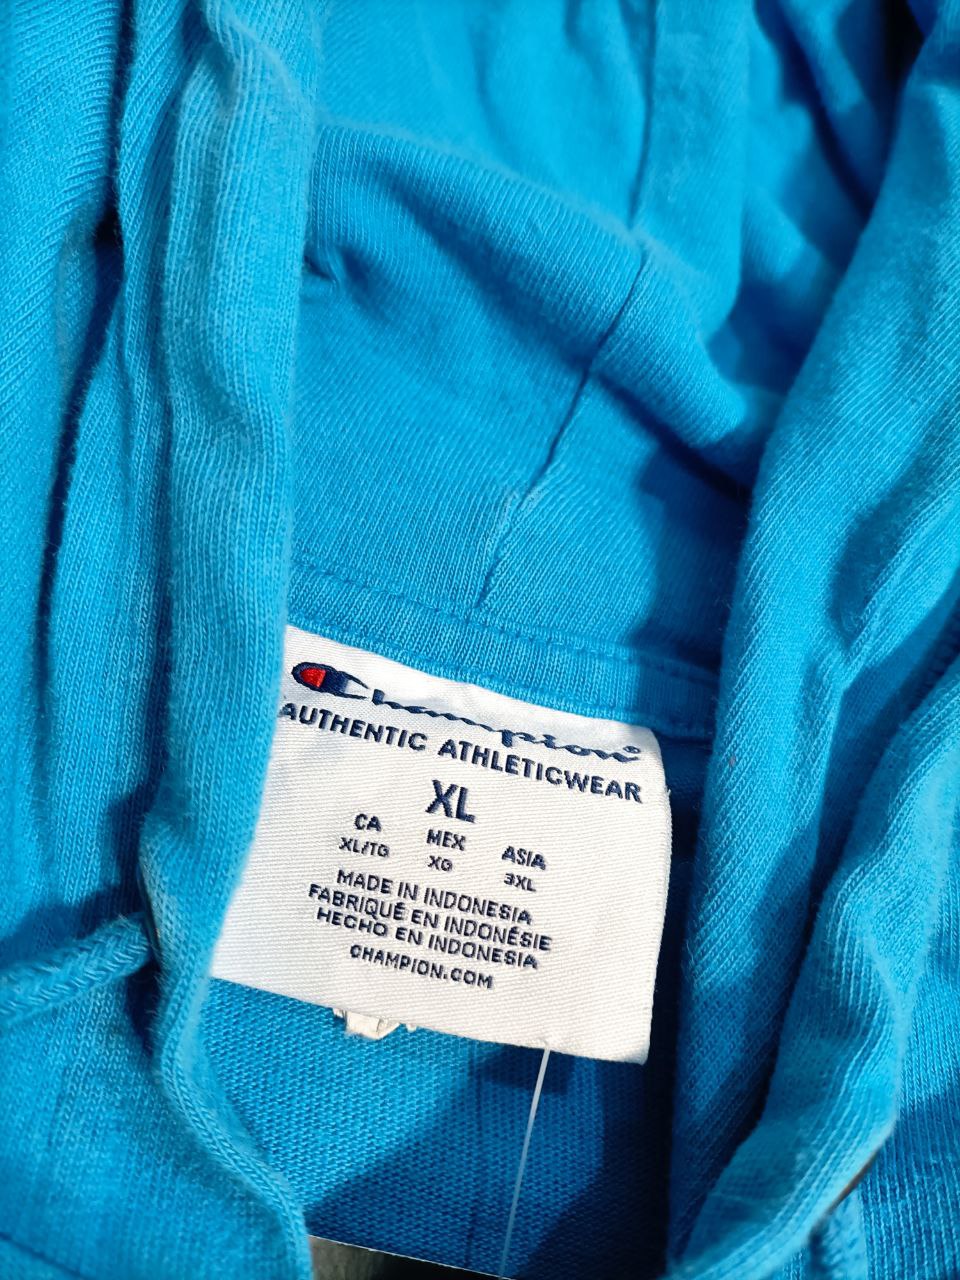 Champion®
AUTHENTIC ATHLETICWEAR
XL
CA MEX ASIA
XL/TG XG 3XL
MADE IN INDONESIA
FABRIQUÉ EN INDONÉSIE
HECHO EN INDONESIA
CHAMPION.COM